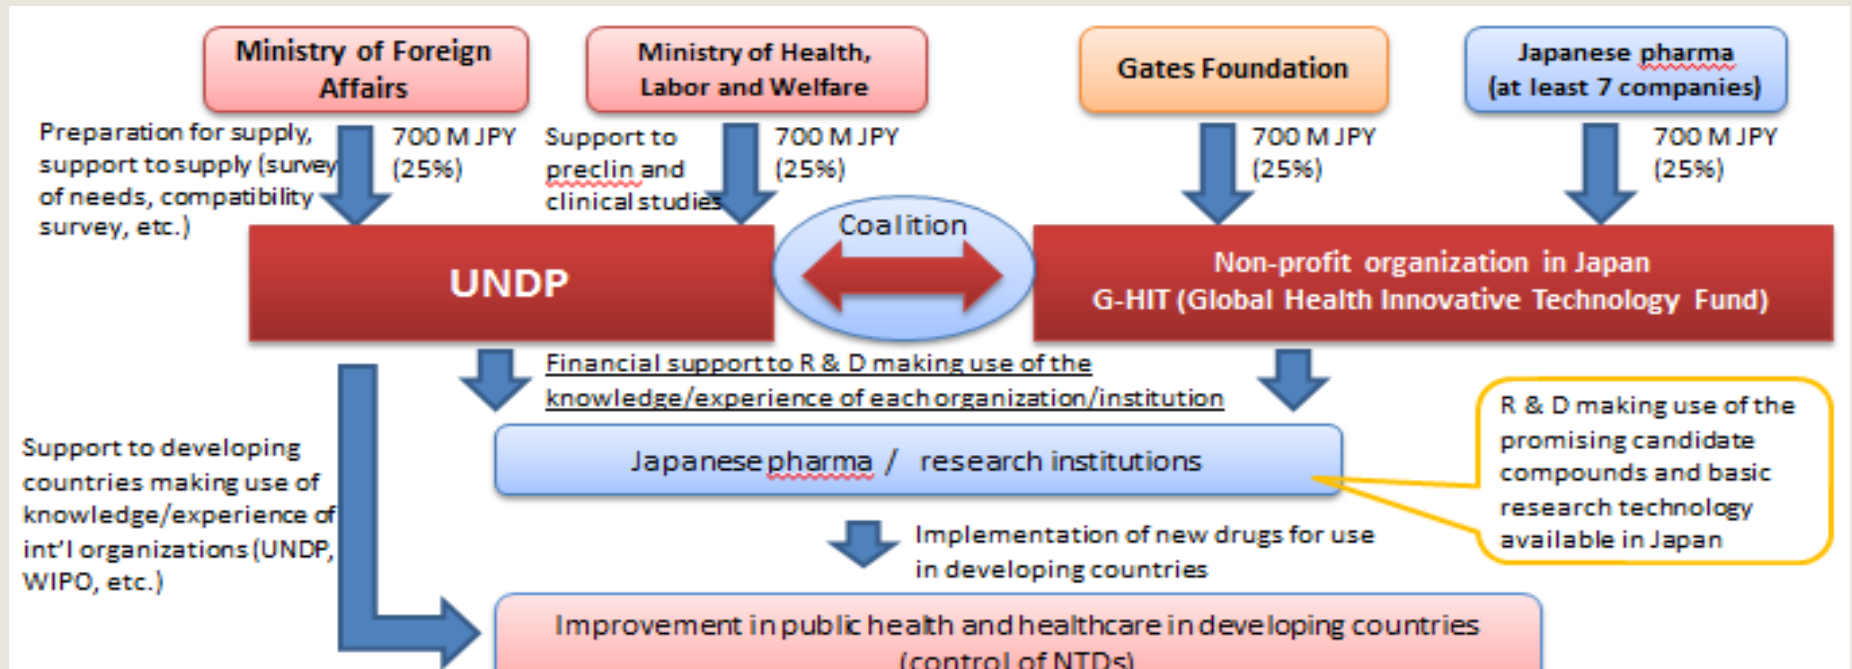 Ministry of Foreign
Affairs
Ministry of Health,
Labor and Welfare
Gates Foundation
Japanese pharma
(at least 7 companies)
Preparation for supply,
support to supply (survey
of needs, compatibility
survey, etc.)
700 M JPY
(25%)
Support to
preclin and
clinical studies
700 M JPY
(25%)
700 M JPY
(25%)
700 M JPY
(25%)
UNDP
Coalition
Non-profit organization in Japan
G-HIT (Global Health Innovative Technology Fund)
Financial support to R & D making use of the
knowledge/experience of each organization/institution
R & D making use of the
promising candidate
compounds and basic
research technology
available in Japan
Japanese pharma / research institutions
Support to developing
countries making use of
knowledge/experience of
int'l organizations (UNDP,
WIPO, etc.)
Implementation of new drugs for use
in developing countries
Improvement in public health and healthcare in developing countries
(control of NTDs)